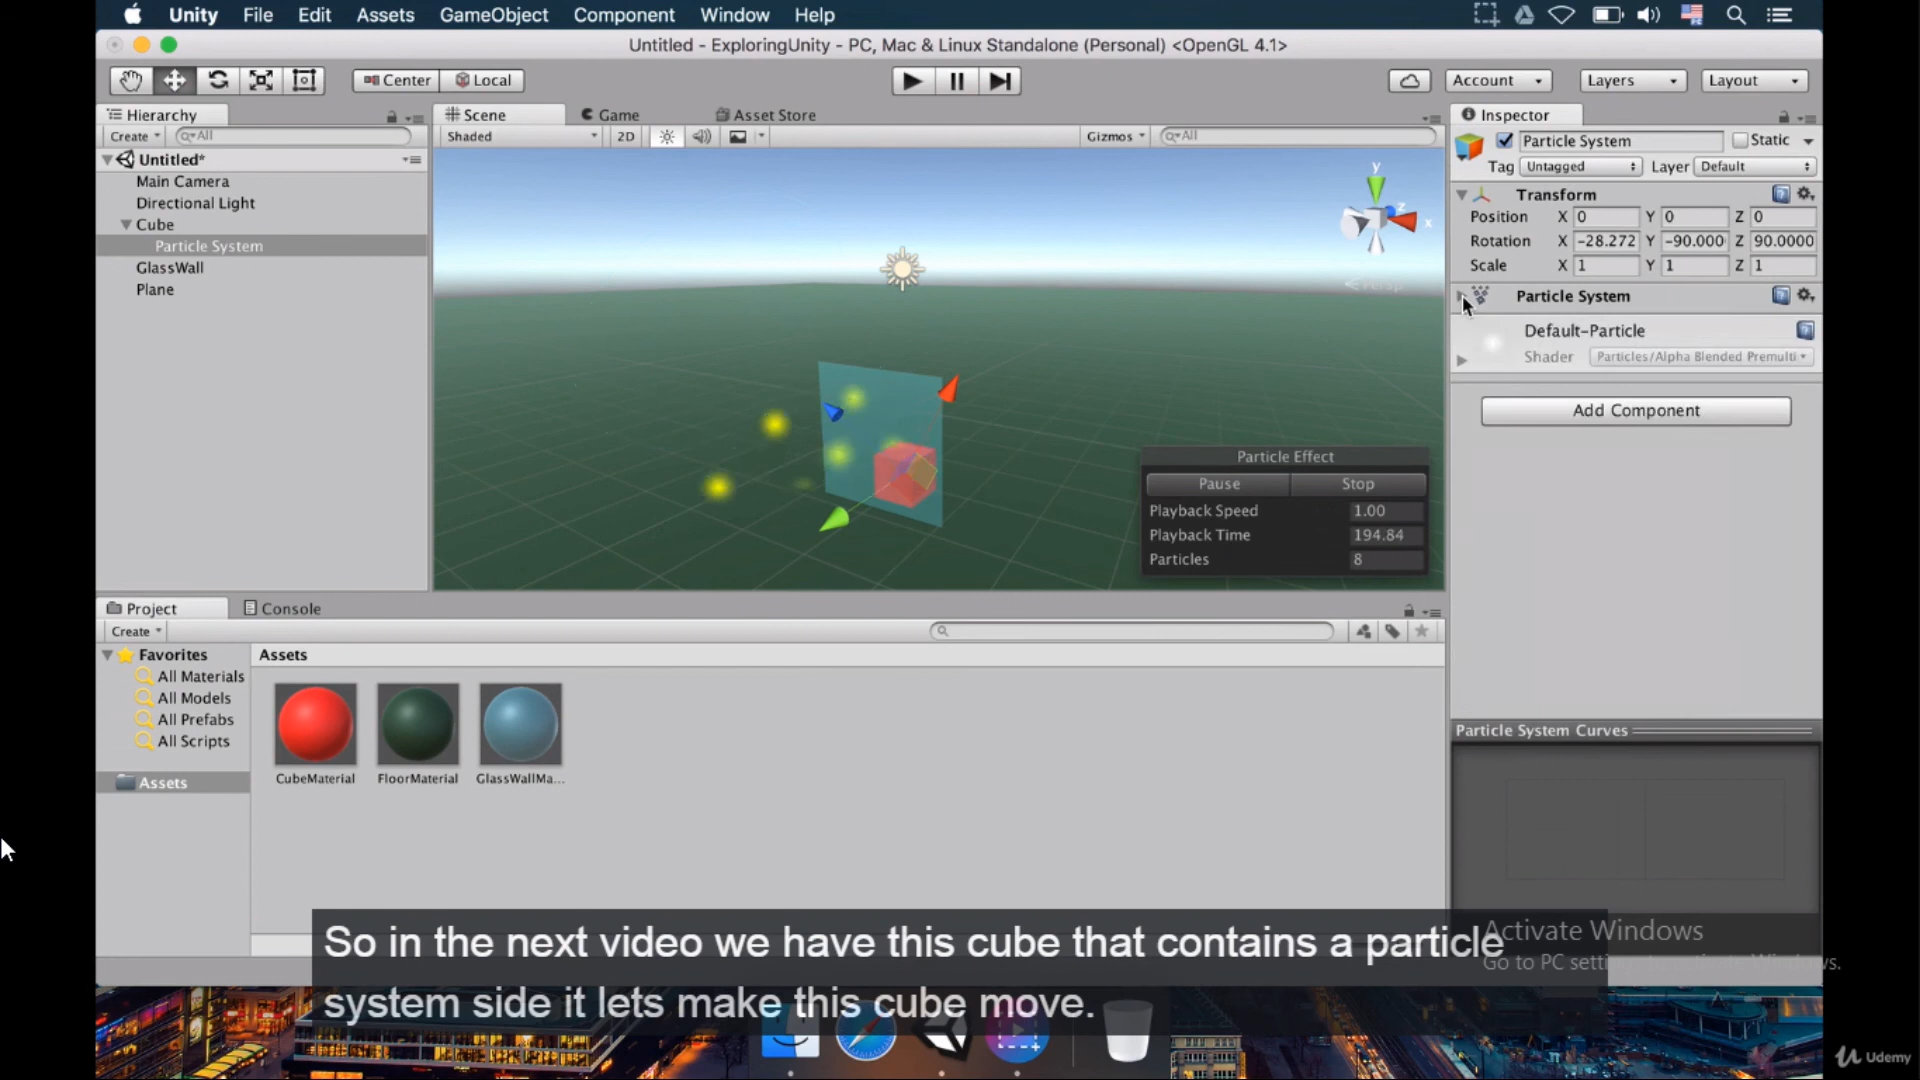 Unity File Edit Assets GameObject Component Window Help
Untitled - ExploringUnity - PC, Mac & Linux Standalone (Personal) <OpenGL 4.1>
Center Local Account Layers Layout
Hierarchy
Create All
Untitled*
Main Camera
Directional Light
Cube
Particle System
GlassWall
Plane
Scene Game Asset Store
Shaded 2D Gizmos All
y
z
x
Persp
Particle Effect
Pause Stop
Playback Speed 1.00
Playback Time 194.84
Particles 8
Inspector
Particle System Static
Tag Untagged Layer Default
Transform
Position X 0 Y 0 Z 0
Rotation X -28.272 Y -90.000 Z 90.0000
Scale X 1 Y 1 Z 1
Particle System
Default-Particle
Shader Particles/Alpha Blended Premulti
Add Component
Particle System Curves
Project Console
Create
Favorites
All Materials
All Models
All Prefabs
All Scripts
Assets
Assets
CubeMaterial FloorMaterial GlassWallMa...
So in the next video we have this cube that contains a particle
system side it lets make this cube move.
Activate Windows
Go to PC
Udemy